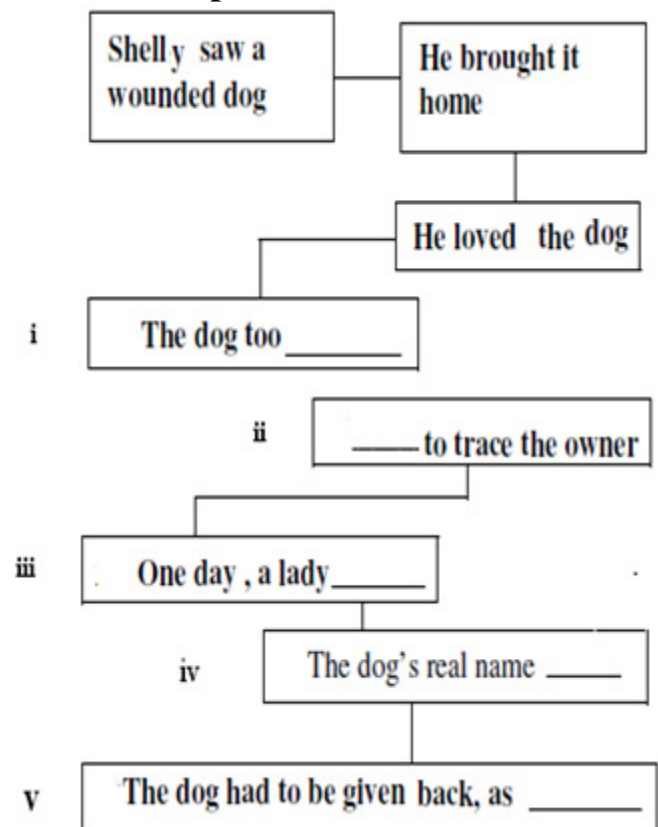 Shelly saw a
wounded dog
He brought it
home
He loved the dog
i
The dog too ________
ii
_____ to trace the owner
iii
One day , a lady_______
iv
The dog's real name _____
v
The dog had to be given back, as ________